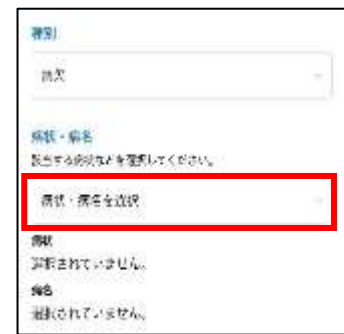 種別
病欠
病状・病名
該当する病状などを選択してください。
病状・病名を選択
病状
選択されていません。
病名
選択されていません。